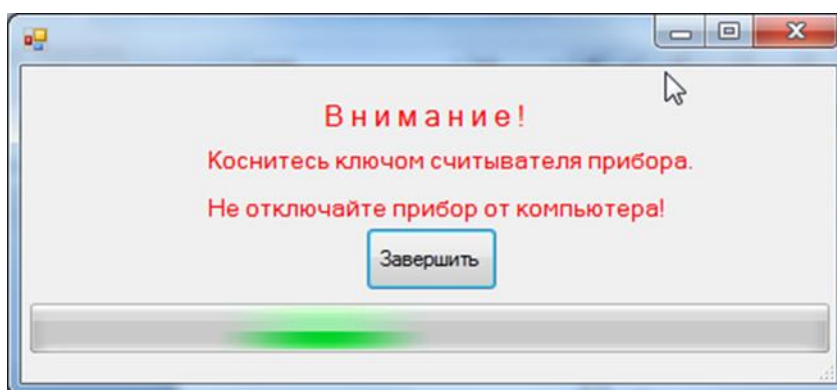 Внимание!
Коснитесь ключом считывателя прибора.
Не отключайте прибор от компьютера!
Завершить